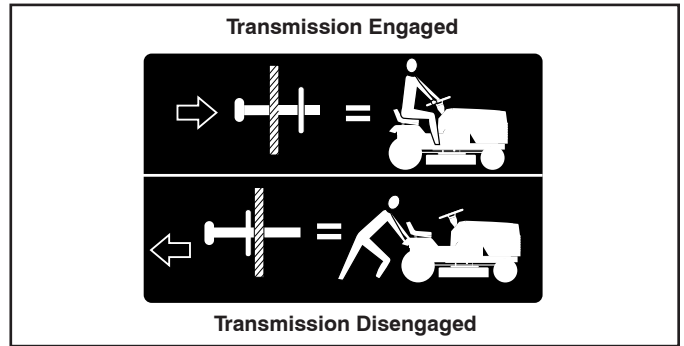 Transmission Engaged
=
=
Transmission Disengaged